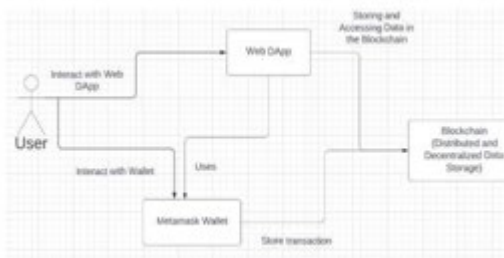 Storing and
Accessing Data in
the Blockchain
Web DApp
Interact with Web
DApp
User
Blockchain
(Distributed and
Decentralized Data
Storage)
Interact with Wallet
Uses
Metamask Wallet
Store transaction